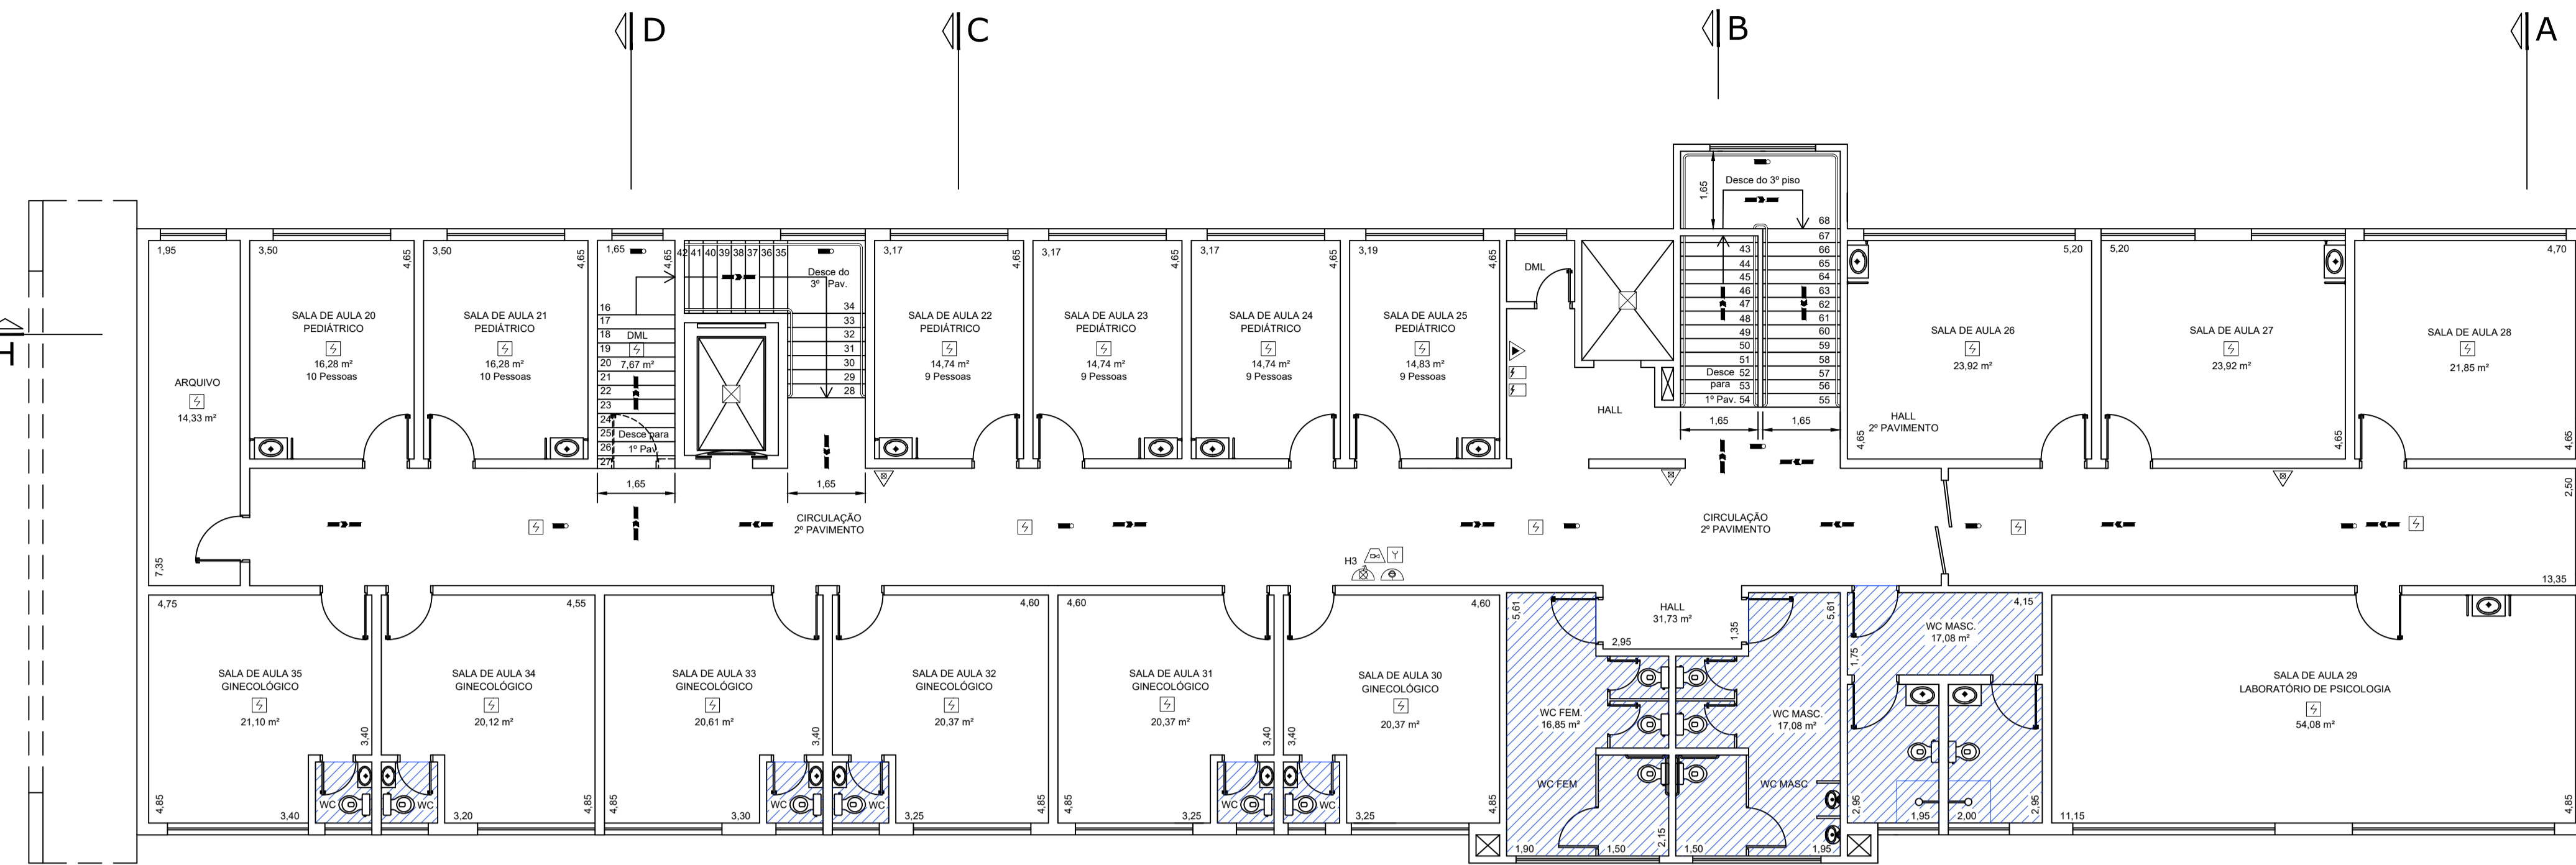 D
C
B
A
H
1,95
3,50
4,65
3,50
4,65
1,65
4,65
42 41 40 39 38 37 36 35
Desce do
3º Pav.
34
33
32
31
30
29
28
16
17
18
19
20
21
22
23
24
25
26
27
DML
7,67 m²
Desce para
1º Pav.
1,65
1,65
ARQUIVO
14,33 m²
7,35
SALA DE AULA 20
PEDIÁTRICO
16,28 m²
10 Pessoas
SALA DE AULA 21
PEDIÁTRICO
16,28 m²
10 Pessoas
3,17
4,65
SALA DE AULA 22
PEDIÁTRICO
14,74 m²
9 Pessoas
3,17
4,65
SALA DE AULA 23
PEDIÁTRICO
14,74 m²
9 Pessoas
3,17
4,65
SALA DE AULA 24
PEDIÁTRICO
14,74 m²
9 Pessoas
3,19
4,65
SALA DE AULA 25
PEDIÁTRICO
14,83 m²
9 Pessoas
DML
HALL
1,65
Desce do 3º piso
68
67
66
65
64
63
62
61
60
59
58
57
56
55
43
44
45
46
47
48
49
50
51
52
53
54
Desce
para
1º Pav.
1,65
1,65
5,20
SALA DE AULA 26
23,92 m²
HALL
2º PAVIMENTO
4,65
5,20
SALA DE AULA 27
23,92 m²
4,65
4,70
SALA DE AULA 28
21,85 m²
4,65
2,50
CIRCULAÇÃO
2º PAVIMENTO
CIRCULAÇÃO
2º PAVIMENTO
H3
13,35
4,75
SALA DE AULA 35
GINECOLÓGICO
21,10 m²
3,40
4,85
3,40
WC
4,55
SALA DE AULA 34
GINECOLÓGICO
20,12 m²
WC
3,20
4,85
SALA DE AULA 33
GINECOLÓGICO
20,61 m²
3,40
4,85
3,30
WC
4,60
SALA DE AULA 32
GINECOLÓGICO
20,37 m²
WC
3,25
4,85
4,60
SALA DE AULA 31
GINECOLÓGICO
20,37 m²
3,40
4,85
3,25
WC
4,60
SALA DE AULA 30
GINECOLÓGICO
20,37 m²
3,40
WC
3,25
4,85
5,61
HALL
31,73 m²
2,95
1,35
5,61
WC FEM.
16,85 m²
WC MASC.
17,08 m²
WC FEM
WC MASC
1,90
1,50
2,15
1,50
1,95
4,15
WC MASC.
17,08 m²
1,75
2,95
1,95
2,00
2,95
SALA DE AULA 29
LABORATÓRIO DE PSICOLOGIA
54,08 m²
11,15
4,85